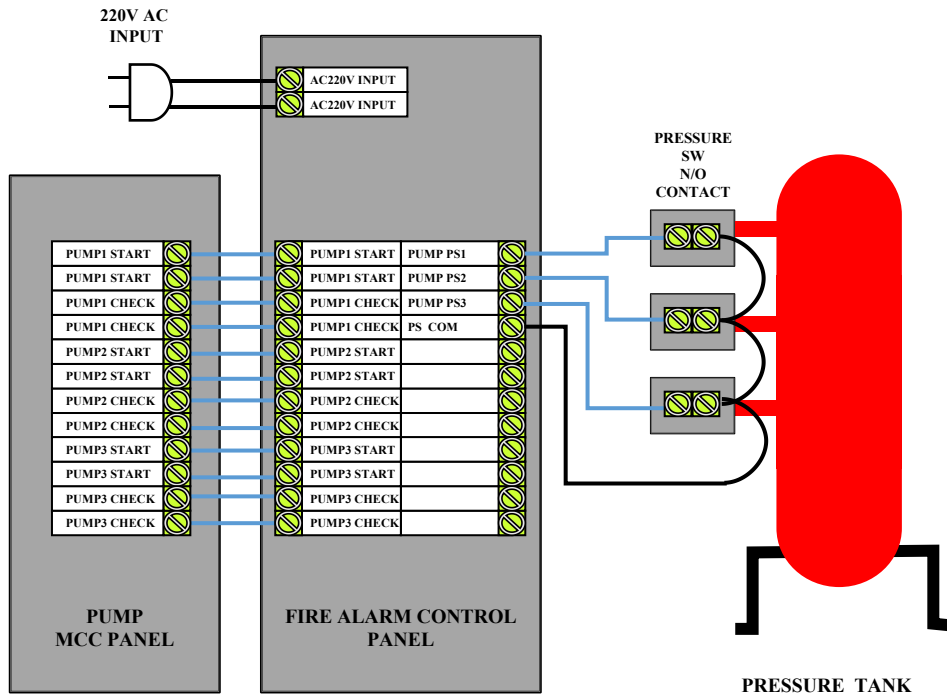 220V AC
INPUT
AC220V INPUT
AC220V INPUT
PRESSURE
SW
N/O
CONTACT
PUMP1 START
PUMP1 START
PUMP1 CHECK
PUMP1 CHECK
PUMP2 START
PUMP2 START
PUMP2 CHECK
PUMP2 CHECK
PUMP3 START
PUMP3 START
PUMP3 CHECK
PUMP3 CHECK
PUMP1 START PUMP PS1
PUMP1 START PUMP PS2
PUMP1 CHECK PUMP PS3
PUMP1 CHECK PS COM
PUMP2 START
PUMP2 START
PUMP2 CHECK
PUMP2 CHECK
PUMP3 START
PUMP3 START
PUMP3 CHECK
PUMP3 CHECK
PUMP
MCC PANEL
FIRE ALARM CONTROL
PANEL
PRESSURE TANK